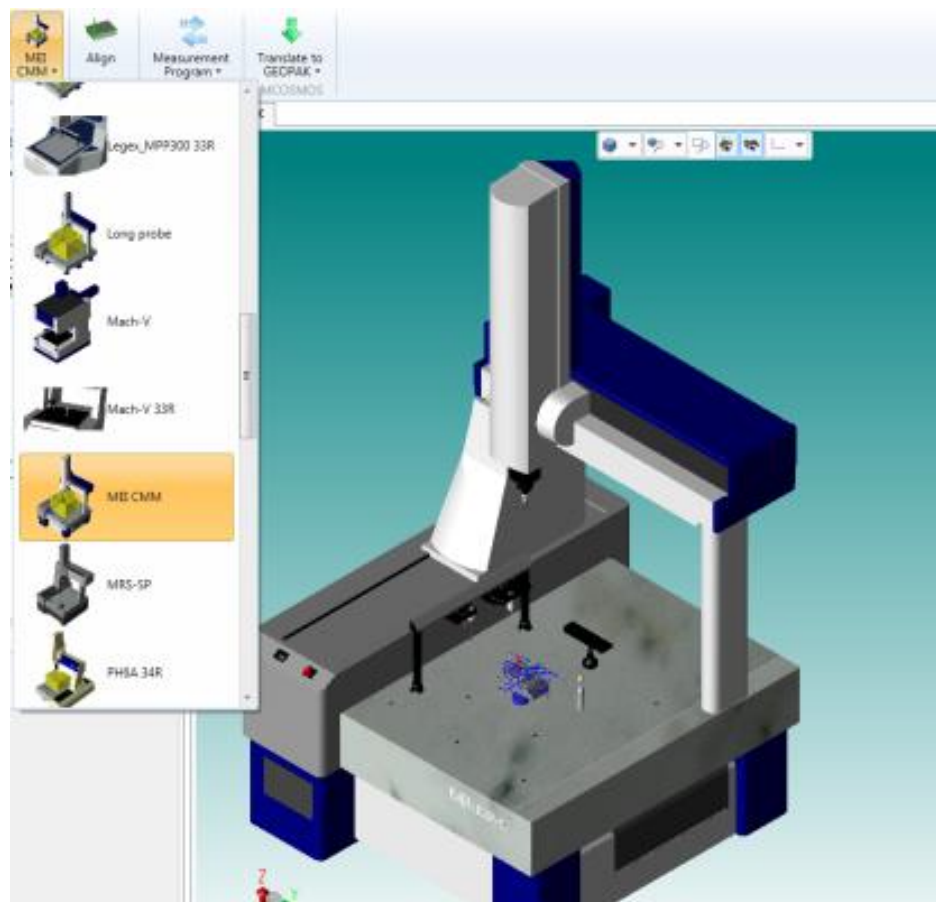 MEI
CMM
Align
Measurement
Program
Translate to
GEOPAK
MCOSMOS
Legex_MPP300 33R
Long probe
Mach-V
Mach-V 33R
MEI CMM
MRS-SP
PH6A 34R
Z
Y